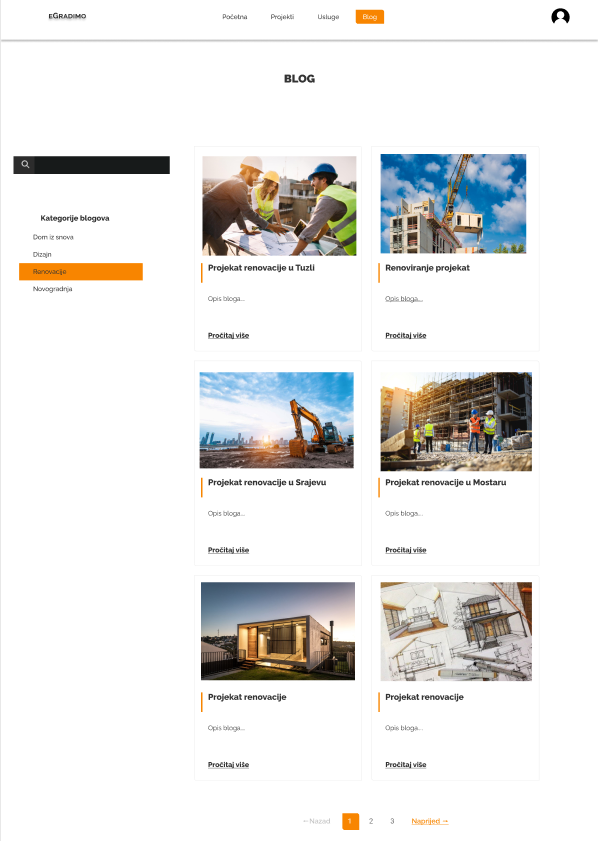 eGradimo
Početna Projekti Usluge Blog
BLOG
Kategorije blogova
Dom iz snova
Dizajn
Renovacije
Novogradnja
Projekat renovacije u Tuzli
Opis bloga...
Pročitaj više
Renoviranje projekat
Opis bloga...
Pročitaj više
Projekat renovacije u Srajevu
Opis bloga...
Pročitaj više
Projekat renovacije u Mostaru
Opis bloga...
Pročitaj više
Projekat renovacije
Opis bloga...
Pročitaj više
Projekat renovacije
Opis bloga...
Pročitaj više
← Nazad 1 2 3 Naprijed →